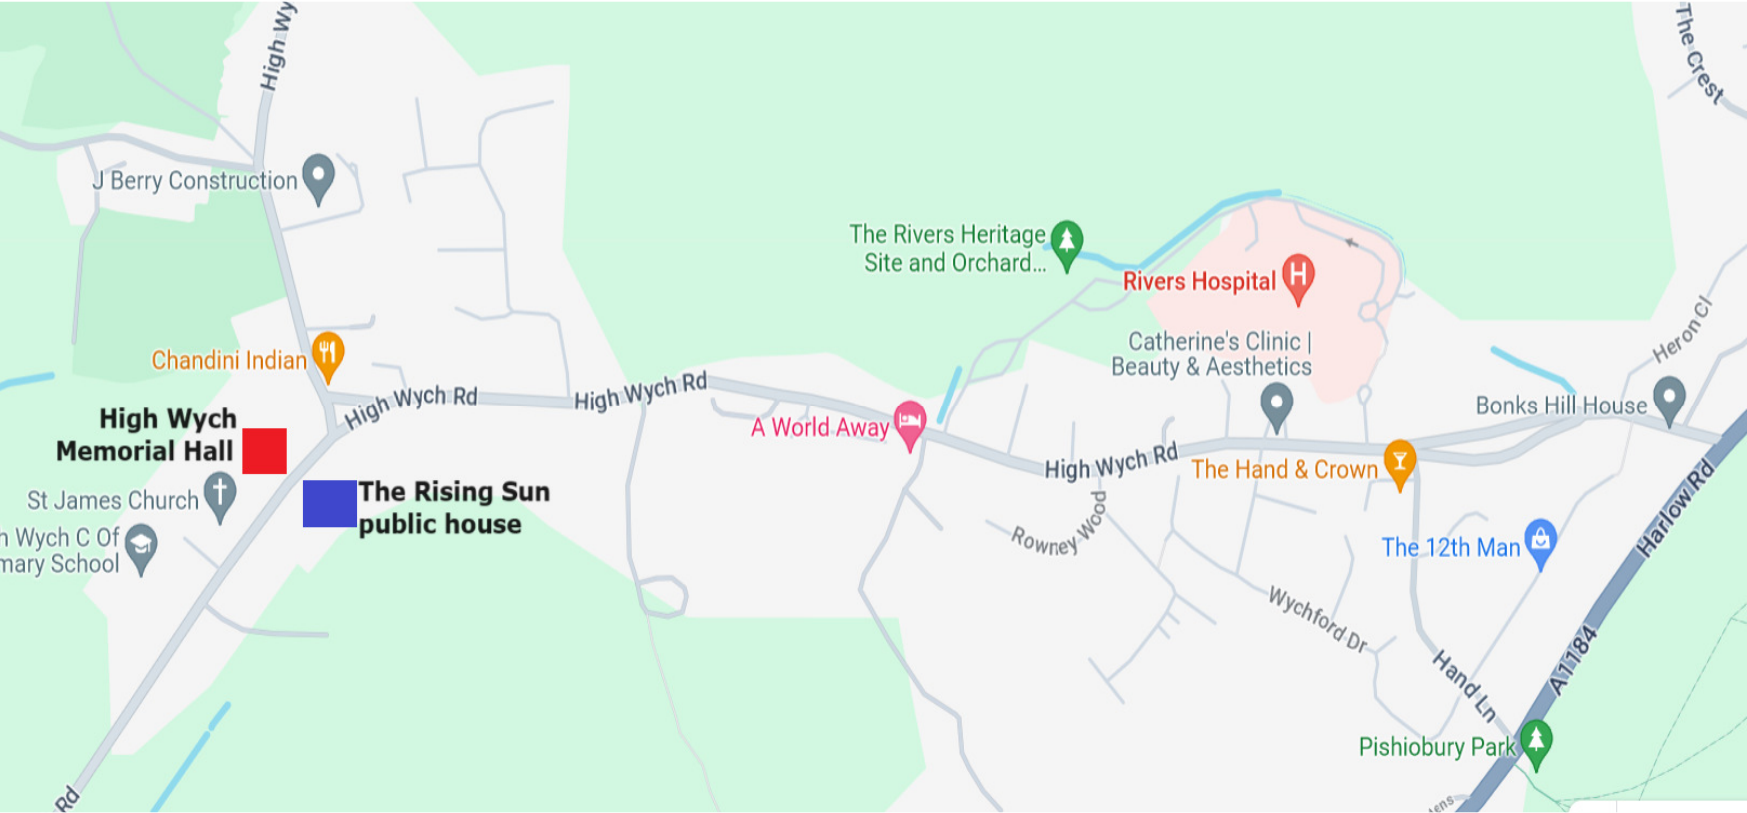 High Wy
The Crest
J Berry Construction
The Rivers Heritage
Site and Orchard...
Rivers Hospital
H
Heron Cl
Catherine's Clinic |
Beauty & Aesthetics
Chandini Indian
High Wych Rd
High Wych Rd
Bonks Hill House
High Wych
Memorial Hall
A World Away
High Wych Rd
The Hand & Crown
St James Church
The Rising Sun
public house
Rowney Wood
Harlow Rd
h Wych C Of
mary School
The 12th Man
Wychford Dr
A1184
Hand Ln
Pishiobury Park
Rd
ens